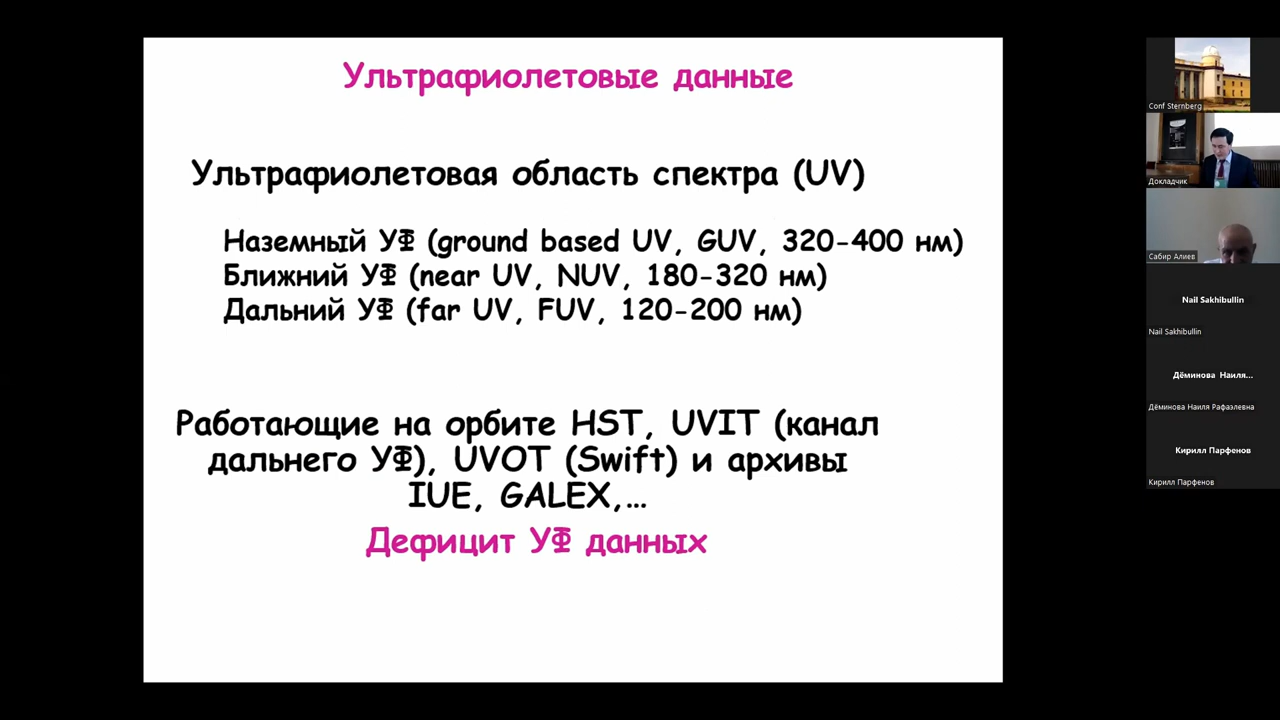 Ультрафиолетовые данные
Ультрафиолетовая область спектра (UV)
Наземный УФ (ground based UV, GUV, 320-400 нм)
Ближний УФ (near UV, NUV, 180-320 нм)
Дальний УФ (far UV, FUV, 120-200 нм)
Работающие на орбите HST, UVIT (канал
дальнего УФ), UVOT (Swift) и архивы
IUE, GALEX,...
Дефицит УФ данных
Conf Sternberg
Докладчик
Сабир Алиев
Nail Sakhibullin
Nail Sakhibullin
Дёминова Наиля...
Дёминова Наиля Рафаэлевна
Кирилл Парфенов
Кирилл Парфенов